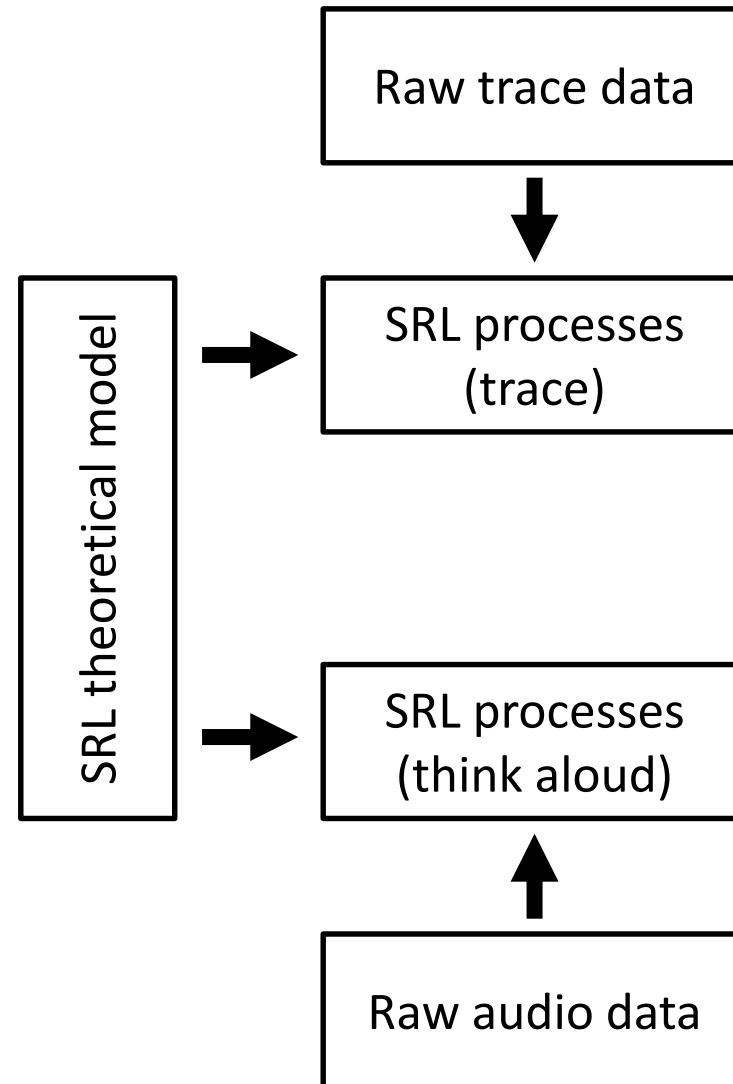 Raw trace data
SRL processes
(trace)
SRL theoretical model
SRL processes
(think aloud)
Raw audio data